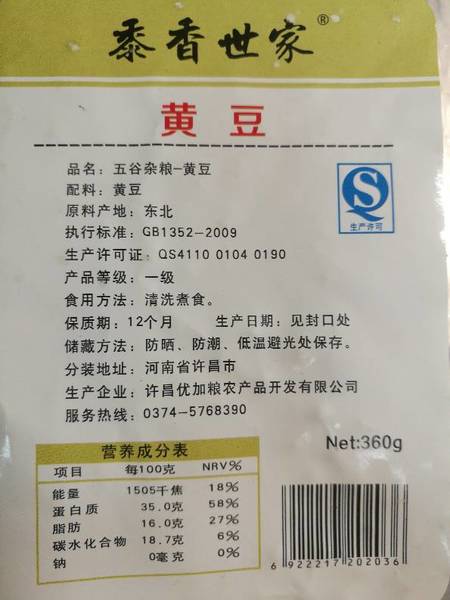 黍香世家®
黄豆
品名：五谷杂粮-黄豆
配料：黄豆
原料产地：东北
执行标准：GB1352-2009
生产许可证：QS4110 0104 0190
产品等级：一级
食用方法：清洗煮食。
保质期：12个月 生产日期：见封口处
储藏方法：防晒、防潮、低温避光处保存。
分装地址：河南省许昌市
生产企业：许昌优加粮农产品开发有限公司
服务热线：0374-5768390
QS
生产许可
Net:360g
营养成分表
项目 每100克 NRV%
能量 1505千焦 18%
蛋白质 35.0克 58%
脂肪 16.0克 27%
碳水化合物 18.7克 6%
钠 0毫克 0%
6 922217 202036